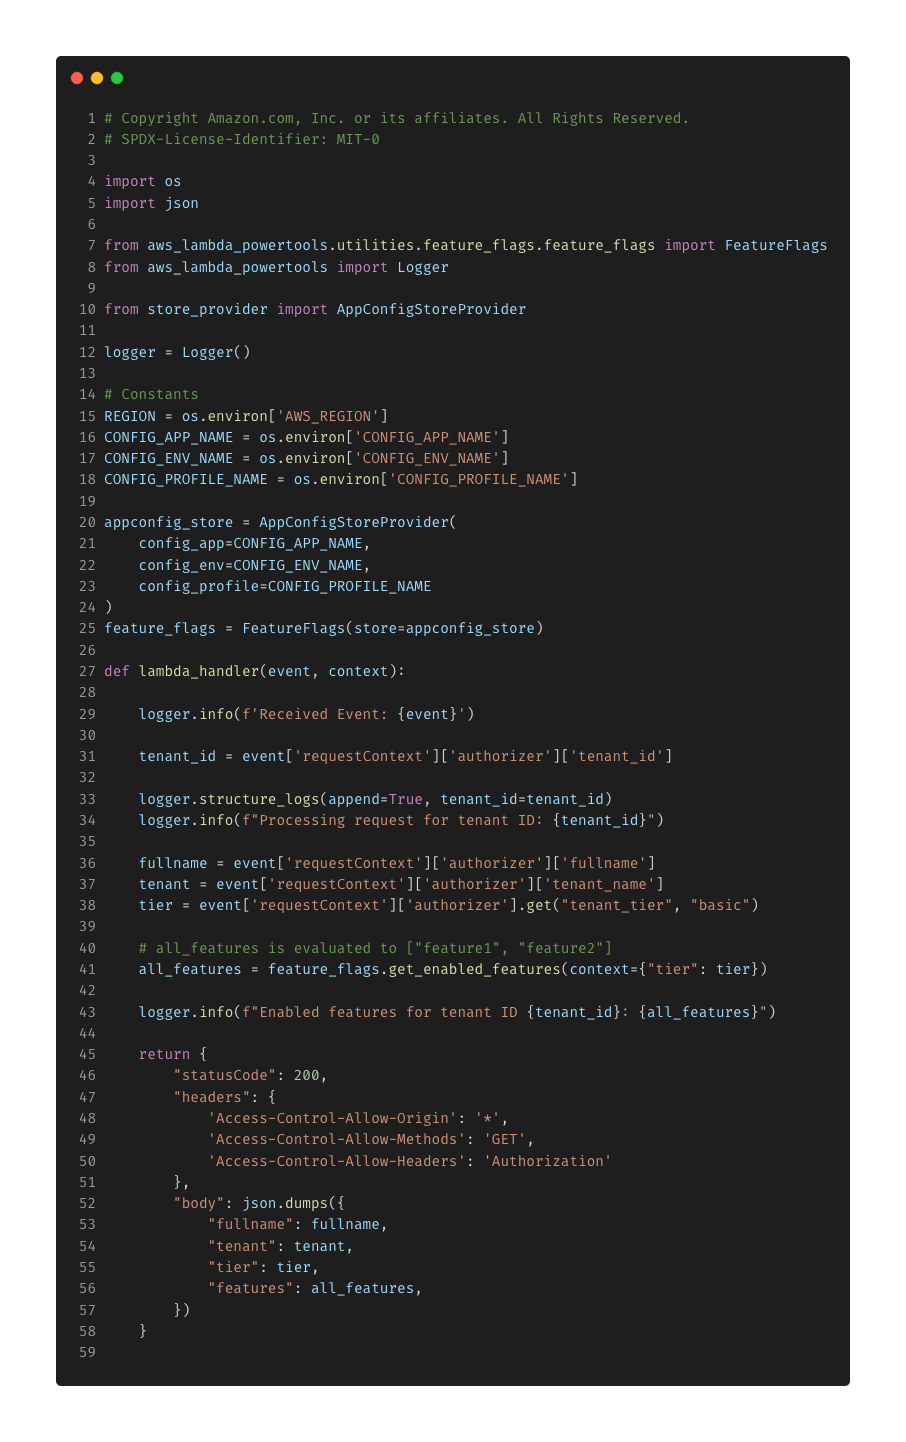 1 # Copyright Amazon.com, Inc. or its affiliates. All Rights Reserved.
2 # SPDX-License-Identifier: MIT-0
3
4 import os
5 import json
6
7 from aws_lambda_powertools.utilities.feature_flags.feature_flags import FeatureFlags
8 from aws_lambda_powertools import Logger
9
10 from store_provider import AppConfigStoreProvider
11
12 logger = Logger()
13
14 # Constants
15 REGION = os.environ['AWS_REGION']
16 CONFIG_APP_NAME = os.environ['CONFIG_APP_NAME']
17 CONFIG_ENV_NAME = os.environ['CONFIG_ENV_NAME']
18 CONFIG_PROFILE_NAME = os.environ['CONFIG_PROFILE_NAME']
19
20 appconfig_store = AppConfigStoreProvider(
21     config_app=CONFIG_APP_NAME,
22     config_env=CONFIG_ENV_NAME,
23     config_profile=CONFIG_PROFILE_NAME
24 )
25 feature_flags = FeatureFlags(store=appconfig_store)
26
27 def lambda_handler(event, context):
28
29     logger.info(f'Received Event: {event}')
30
31     tenant_id = event['requestContext']['authorizer']['tenant_id']
32
33     logger.structure_logs(append=True, tenant_id=tenant_id)
34     logger.info(f"Processing request for tenant ID: {tenant_id}")
35
36     fullname = event['requestContext']['authorizer']['fullname']
37     tenant = event['requestContext']['authorizer']['tenant_name']
38     tier = event['requestContext']['authorizer'].get("tenant_tier", "basic")
39
40     # all_features is evaluated to ["feature1", "feature2"]
41     all_features = feature_flags.get_enabled_features(context={"tier": tier})
42
43     logger.info(f"Enabled features for tenant ID {tenant_id}: {all_features}")
44
45     return {
46         "statusCode": 200,
47         "headers": {
48             'Access-Control-Allow-Origin': '*',
49             'Access-Control-Allow-Methods': 'GET',
50             'Access-Control-Allow-Headers': 'Authorization'
51         },
52         "body": json.dumps({
53             "fullname": fullname,
54             "tenant": tenant,
55             "tier": tier,
56             "features": all_features,
57         })
58     }
59